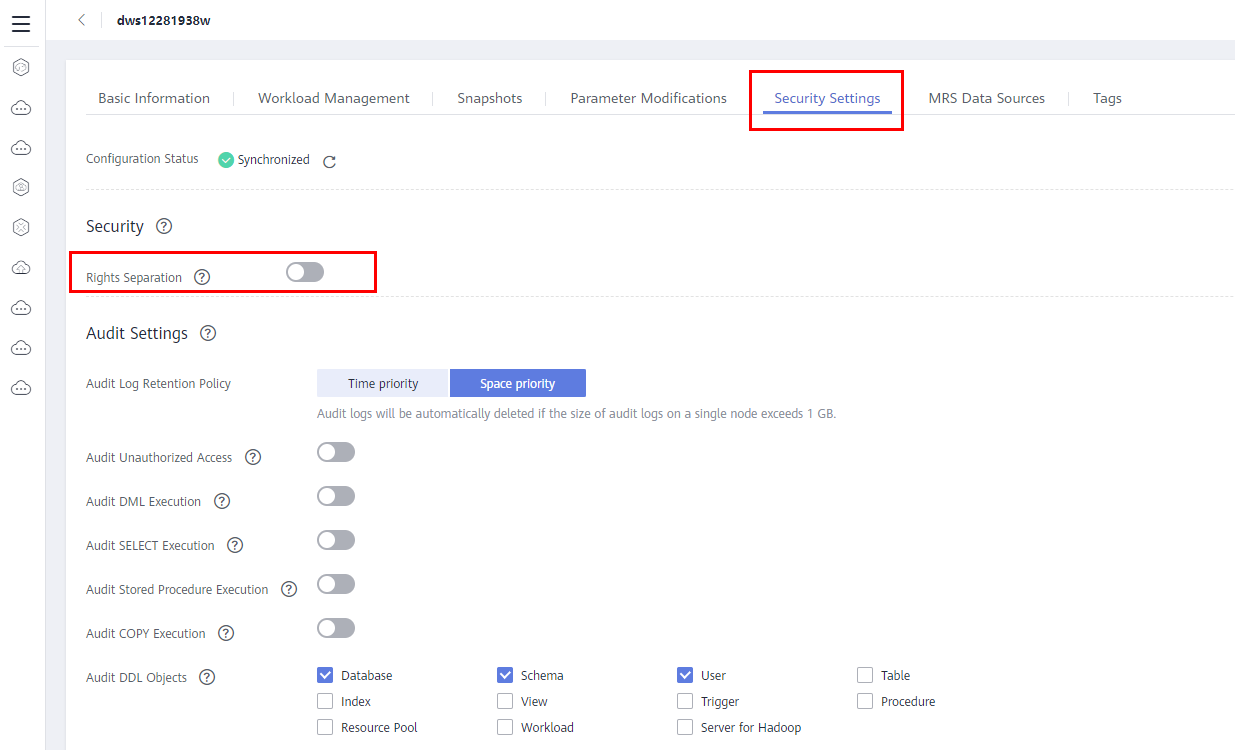 dws12281938w
Basic Information Workload Management Snapshots Parameter Modifications Security Settings MRS Data Sources Tags
Configuration Status Synchronized
Security ?
Rights Separation ?
Audit Settings ?
Audit Log Retention Policy Time priority Space priority
Audit logs will be automatically deleted if the size of audit logs on a single node exceeds 1 GB.
Audit Unauthorized Access ?
Audit DML Execution ?
Audit SELECT Execution ?
Audit Stored Procedure Execution ?
Audit COPY Execution ?
Audit DDL Objects ? Database Schema User Table
Index View Trigger Procedure
Resource Pool Workload Server for Hadoop